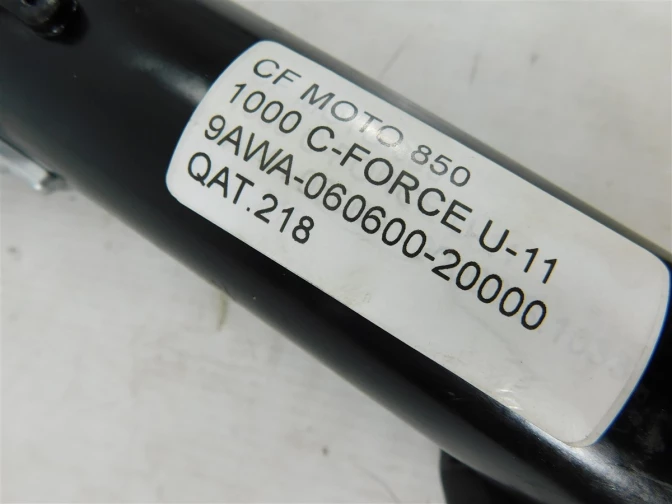 CF MOTO 850
1000 C-FORCE U-11
9AWA-060600-20000
QAT.218